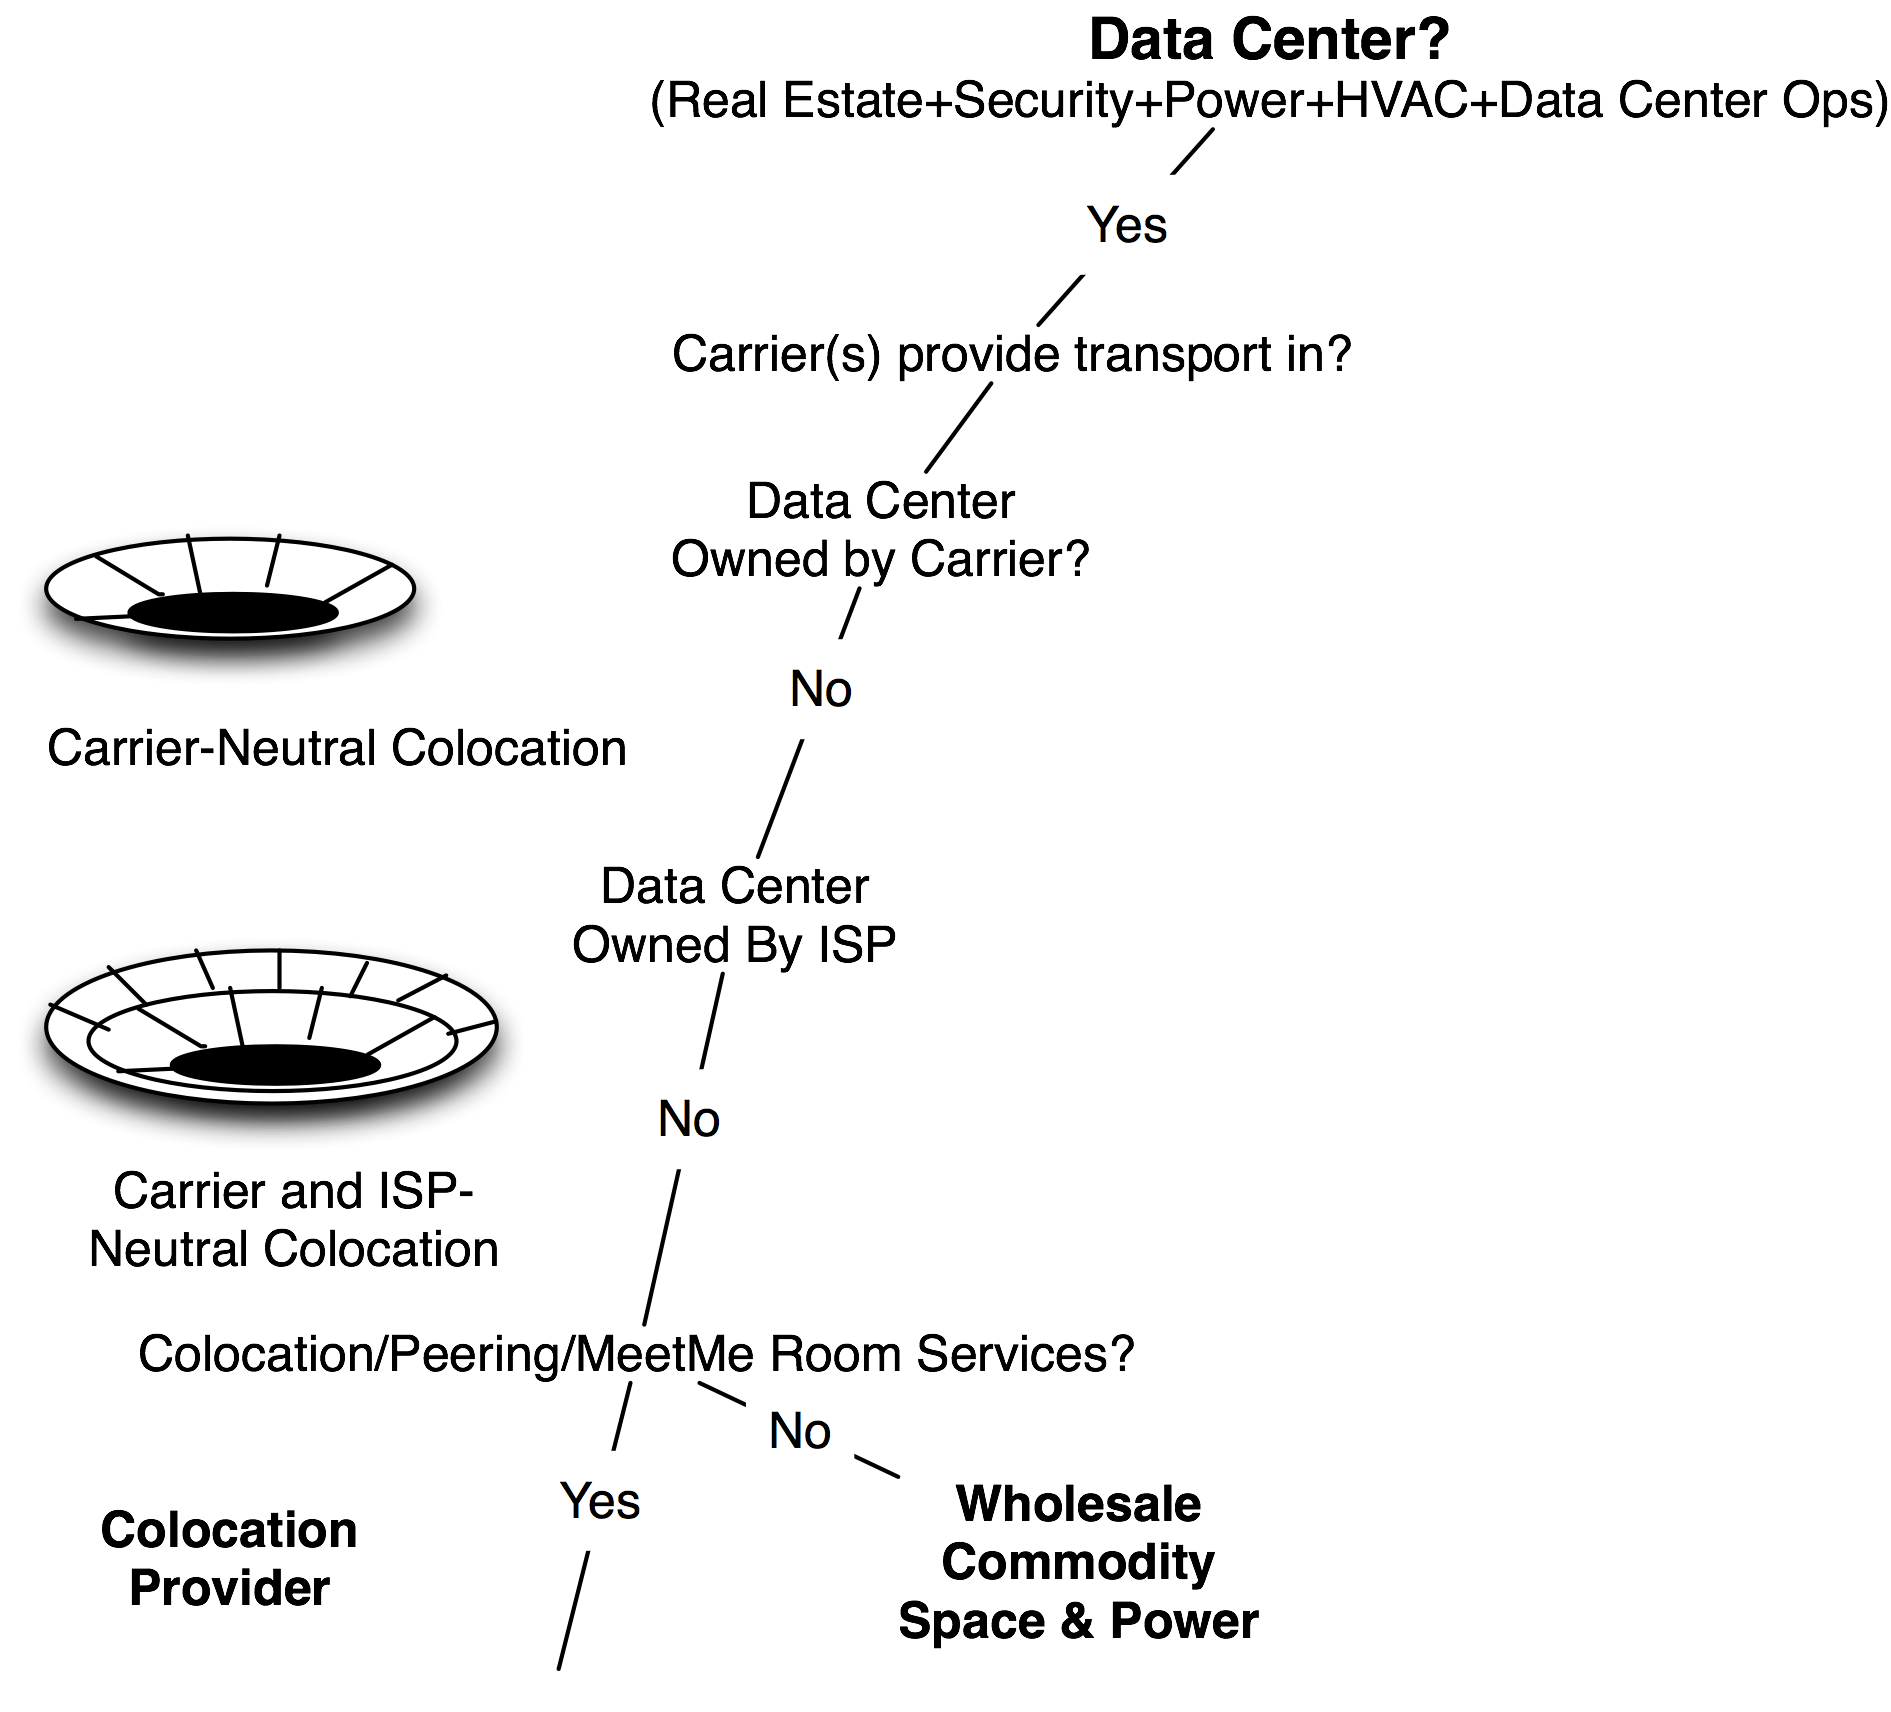 Data Center?
(Real Estate+Security+Power+HVAC+Data Center Ops)
Yes
Carrier(s) provide transport in?
Data Center
Owned by Carrier?
No
Carrier-Neutral Colocation
Data Center
Owned By ISP
No
Carrier and ISP-
Neutral Colocation
Colocation/Peering/MeetMe Room Services?
No
Yes
Colocation
Provider
Wholesale
Commodity
Space & Power